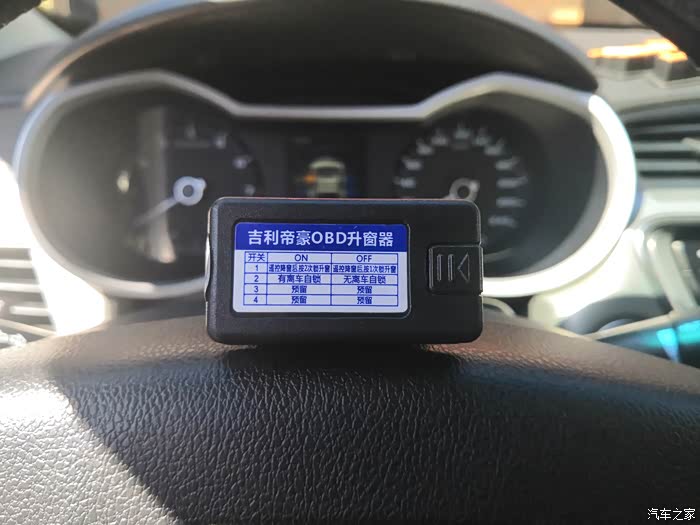 吉利帝豪OBD升窗器
开关 ON OFF
1 遥控降窗后按2次锁升窗 遥控降窗后按1次锁升窗
2 有离车自锁 无离车自锁
3 预留 预留
4 预留 预留
汽车之家